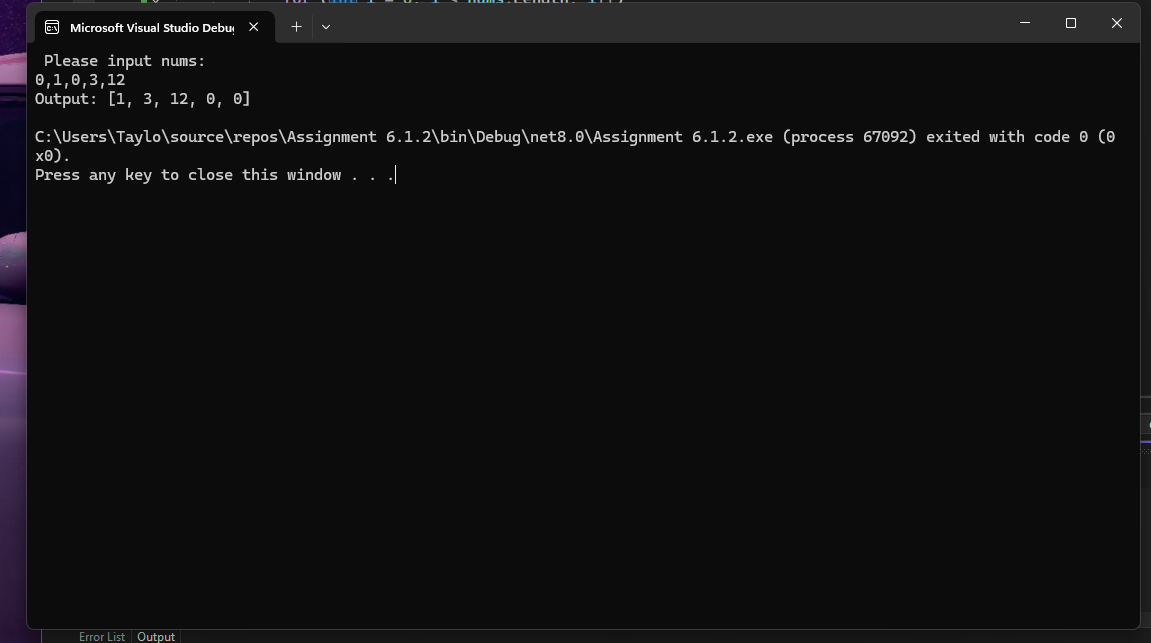 Microsoft Visual Studio Debug
Please input nums:
0,1,0,3,12
Output: [1, 3, 12, 0, 0]
C:\Users\Taylo\source\repos\Assignment 6.1.2\bin\Debug\net8.0\Assignment 6.1.2.exe (process 67092) exited with code 0 (0
x0).
Press any key to close this window . . .
Error List
Output